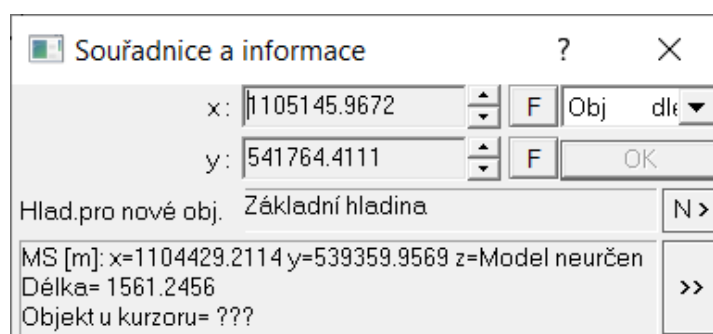 Souřadnice a informace ? ×
x: 1105145.9672 F Obj dle
y: 541764.4111 F OK
Hlad.pro nové obj. Základní hladina N >
MS [m]: x=1104429.2114 y=539359.9569 z=Model neurčen
Délka= 1561.2456 >>
Objekt u kurzoru= ???